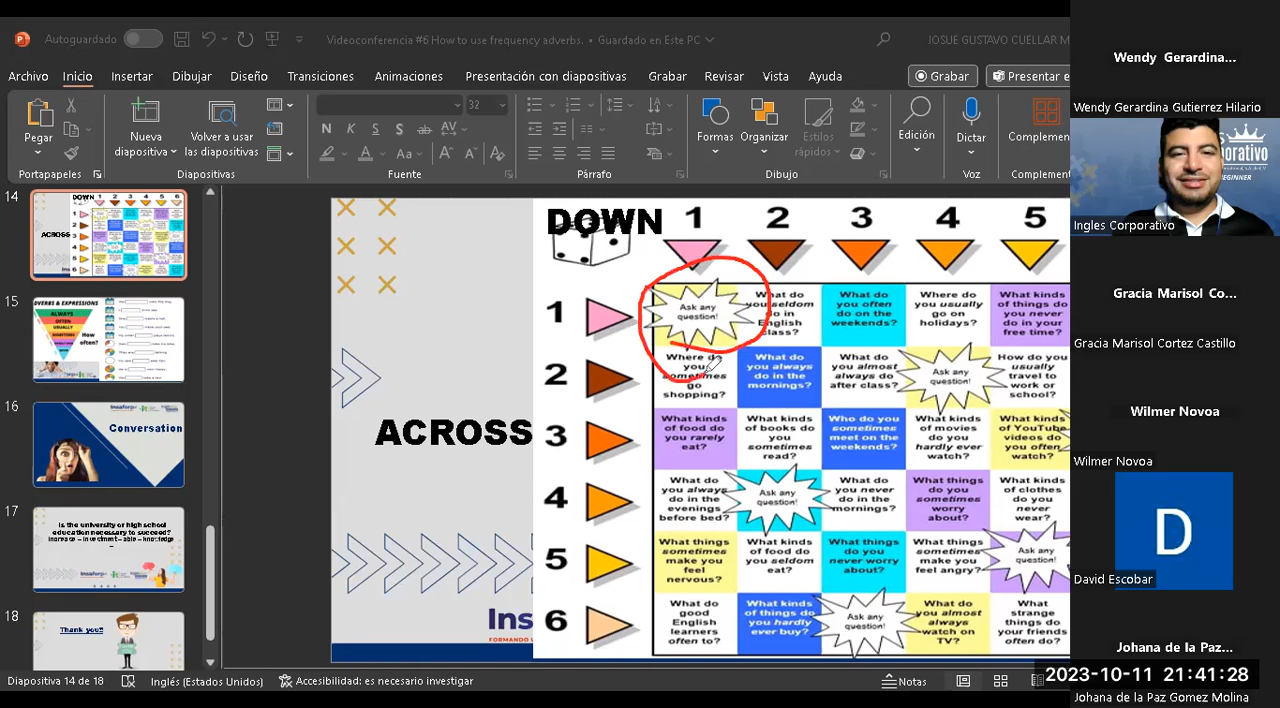 Autoguardado
Videoconferencia #6 How to use frequency adverbs. • Guardado en Este PC
JOSUE GUSTAVO CUELLAR M
Archivo Inicio Insertar Dibujar Diseño Transiciones Animaciones Presentación con diapositivas Grabar Revisar Vista Ayuda
Grabar
Presentar e
32
Pegar
Nueva diapositiva
Volver a usar las diapositivas
N K S S ab AV
A Aa A A
Formas
Organizar
Estilos rápidos
Edición
Dictar
Complemen
Portapapeles
Diapositivas
Fuente
Párrafo
Dibujo
Voz
Complement
14
15
16
Conversation
17
Is the university or high school
education necessary to succeed?
18
Thank you!!
DOWN 1 2 3 4 5
ACROSS
1
Ask any question!
What do you seldom do in English class?
What do you often do on the weekends?
Where do you usually go on holidays?
What kinds of things do you never do in your free time?
2
Where do you sometimes go shopping?
What do you always do in the mornings?
What do you almost always do after class?
Ask any question!
How do you usually travel to work or school?
3
What kinds of food do you rarely eat?
What kinds of books do you sometimes read?
Who do you sometimes meet on the weekends?
What kinds of movies do you hardly ever watch?
What kinds of YouTube videos do you often watch?
4
What do you always do in the evenings before bed?
Ask any question!
What do you never do in the mornings?
What things do you sometimes worry about?
What kinds of clothes do you never wear?
5
What things sometimes make you feel nervous?
What kinds of food do you seldom eat?
What things do you never worry about?
What things sometimes make you feel angry?
Ask any question!
6
What do good English learners often do?
What kinds of things do you hardly ever buy?
Ask any question!
What do you almost always watch on TV?
What strange things do your friends often do?
Ins
FORMANDO
Diapositiva 14 de 18
Inglés (Estados Unidos)
Accesibilidad: es necesario investigar
Notas
Wendy Gerardina...
Wendy Gerardina Gutierrez Hilario
orativo
BEGINNER
Ingles Corporativo
Gracia Marisol Co...
Gracia Marisol Cortez Castillo
Wilmer Novoa
Wilmer Novoa
D
David Escobar
Johana de la Paz...
2023-10-11 21:41:28
Johana de la Paz Gomez Molina